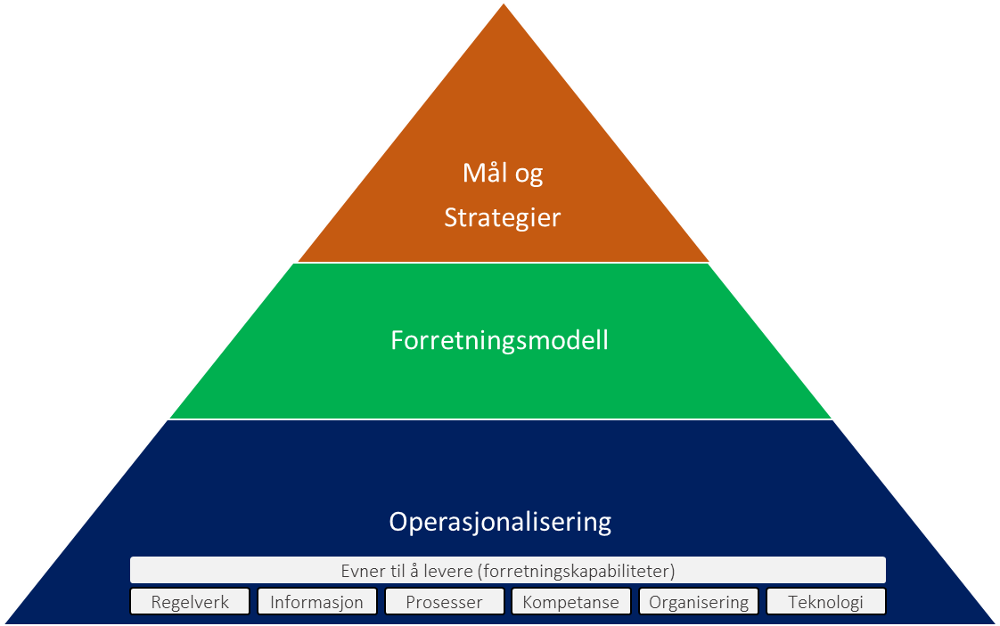 Mål og
Strategier
Forretningsmodell
Operasjonalisering
Evner til å levere (forretningskapabiliteter)
Regelverk Informasjon Prosesser Kompetanse Organisering Teknologi